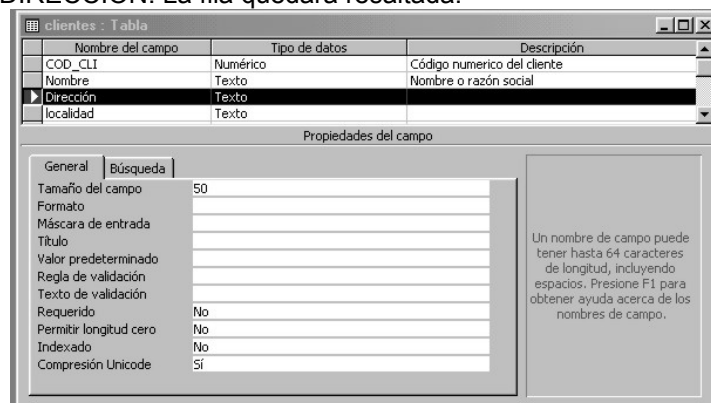 DIRECCION. La fila quedará resaltada.
clientes : Tabla
Nombre del campo Tipo de datos Descripción
COD_CLI Numérico Código numerico del cliente
Nombre Texto Nombre o razón social
Dirección Texto
localidad Texto
Propiedades del campo
General Búsqueda
Tamaño del campo 50
Formato
Máscara de entrada
Título
Valor predeterminado
Regla de validación
Texto de validación
Requerido No
Permitir longitud cero No
Indexado No
Compresión Unicode Sí
Un nombre de campo puede
tener hasta 64 caracteres
de longitud, incluyendo
espacios. Presione F1 para
obtener ayuda acerca de los
nombres de campo.